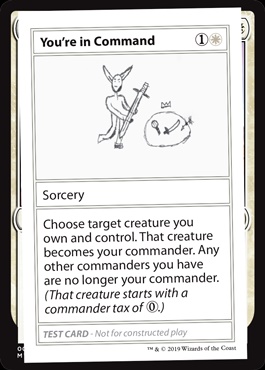 You're in Command ①
Sorcery
Choose target creature you
own and control. That creature
becomes your commander. Any
other commanders you have
are no longer your commander.
(That creature starts with a
commander tax of ⓪.)
TEST CARD - Not for constructed play
™ & © 2019 Wizards of the Coast